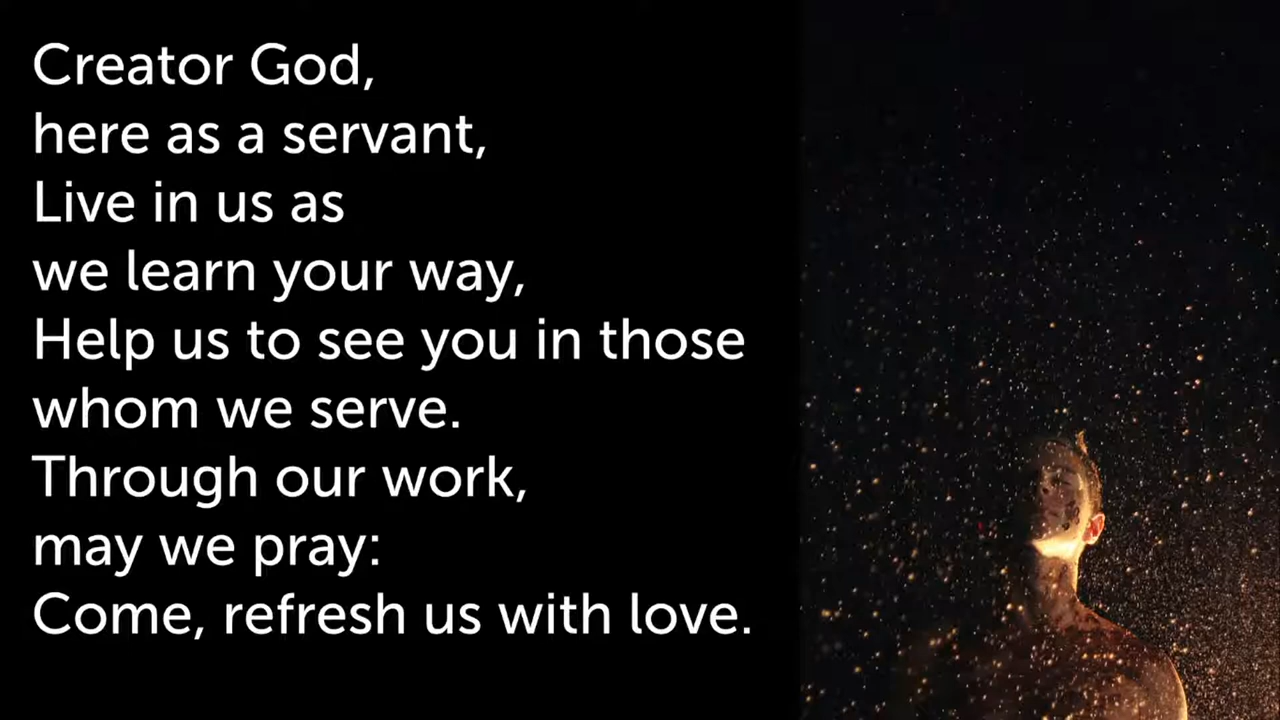 Creator God,
here as a servant,
Live in us as
we learn your way,
Help us to see you in those
whom we serve.
Through our work,
may we pray:
Come, refresh us with love.